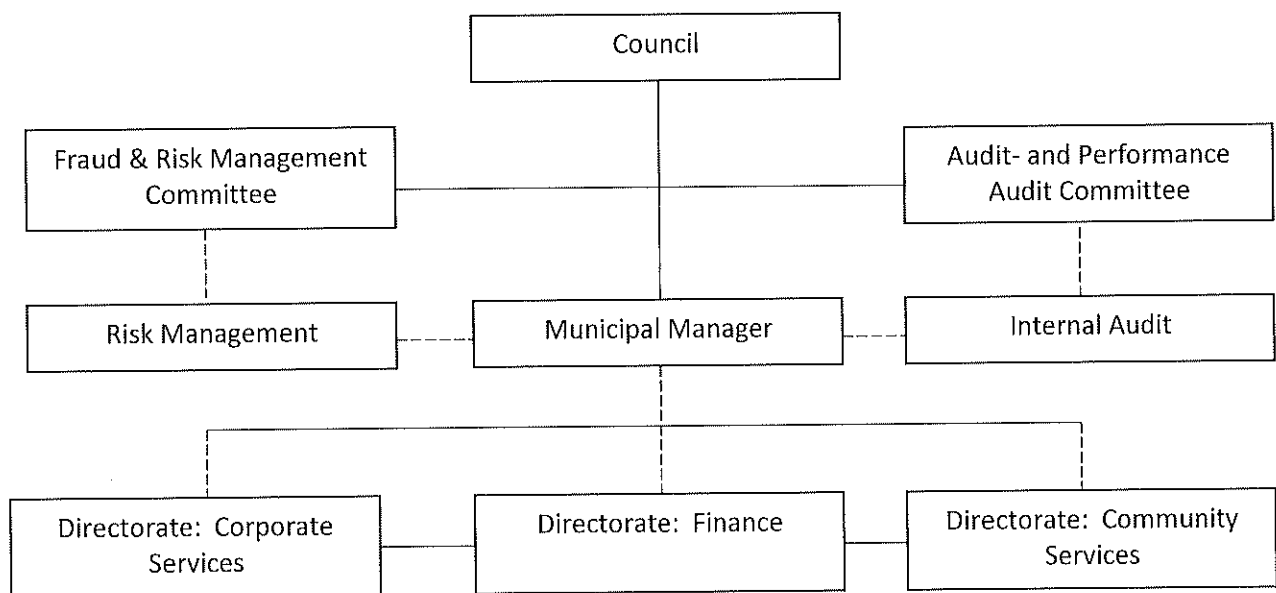 Council
Fraud & Risk Management
Committee
Audit- and Performance
Audit Committee
Risk Management
Municipal Manager
Internal Audit
Directorate:  Corporate
Services
Directorate:  Finance
Directorate:  Community
Services